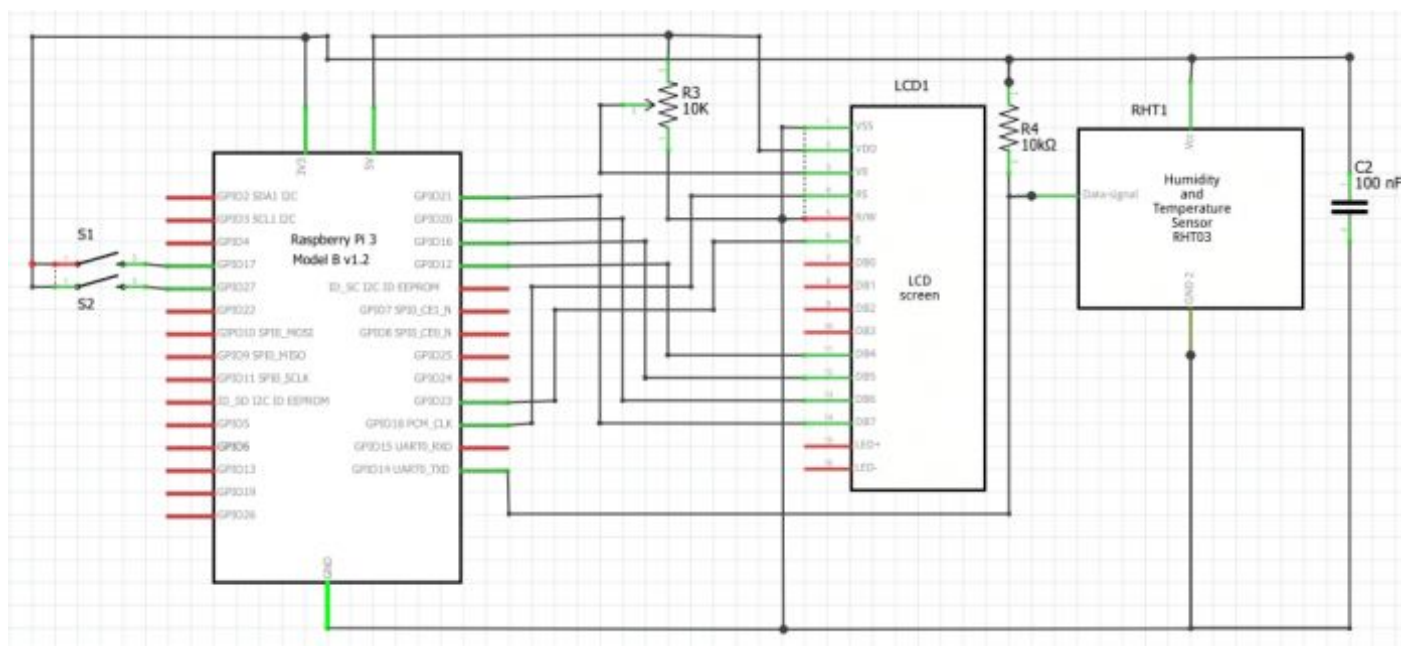 3V3
5V
GPIO2 SDA1 I2C
GPIO3 SCL1 I2C
GPIO4
GPIO17
GPIO27
GPIO22
GPIO10 SPI0_MOSI
GPIO9 SPI0_MISO
GPIO11 SPI0_SCLK
ID_SD I2C ID EEPROM
GPIO5
GPIO6
GPIO13
GPIO19
GPIO26
S1
S2
Raspberry Pi 3
Model B v1.2
GPIO21
GPIO20
GPIO16
GPIO12
ID_SC I2C ID EEPROM
GPIO7 SPI0_CE1_N
GPIO8 SPI0_CE0_N
GPIO25
GPIO24
GPIO23
GPIO18 PCM_CLK
GPIO15 UART0_RXD
GPIO14 UART0_TXD
GND
R3
10K
LCD1
VSS
VDD
V0
RS
R/W
E
DB0
DB1
DB2
DB3
DB4
DB5
DB6
DB7
LED+
LED-
LCD
screen
R4
10kΩ
RHT1
Vcc
Data-signal
Humidity
and
Temperature
Sensor
RHT03
GND 2
C2
100 nF